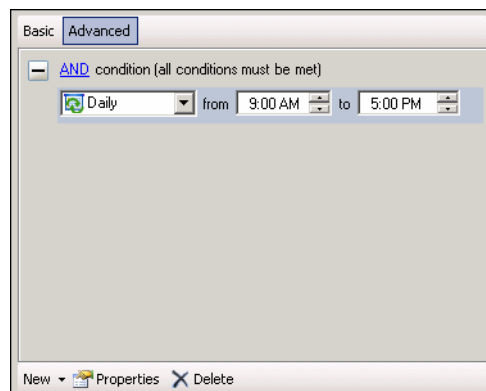 Basic Advanced
AND condition (all conditions must be met)
Daily from 9:00 AM to 5:00 PM
New Properties Delete